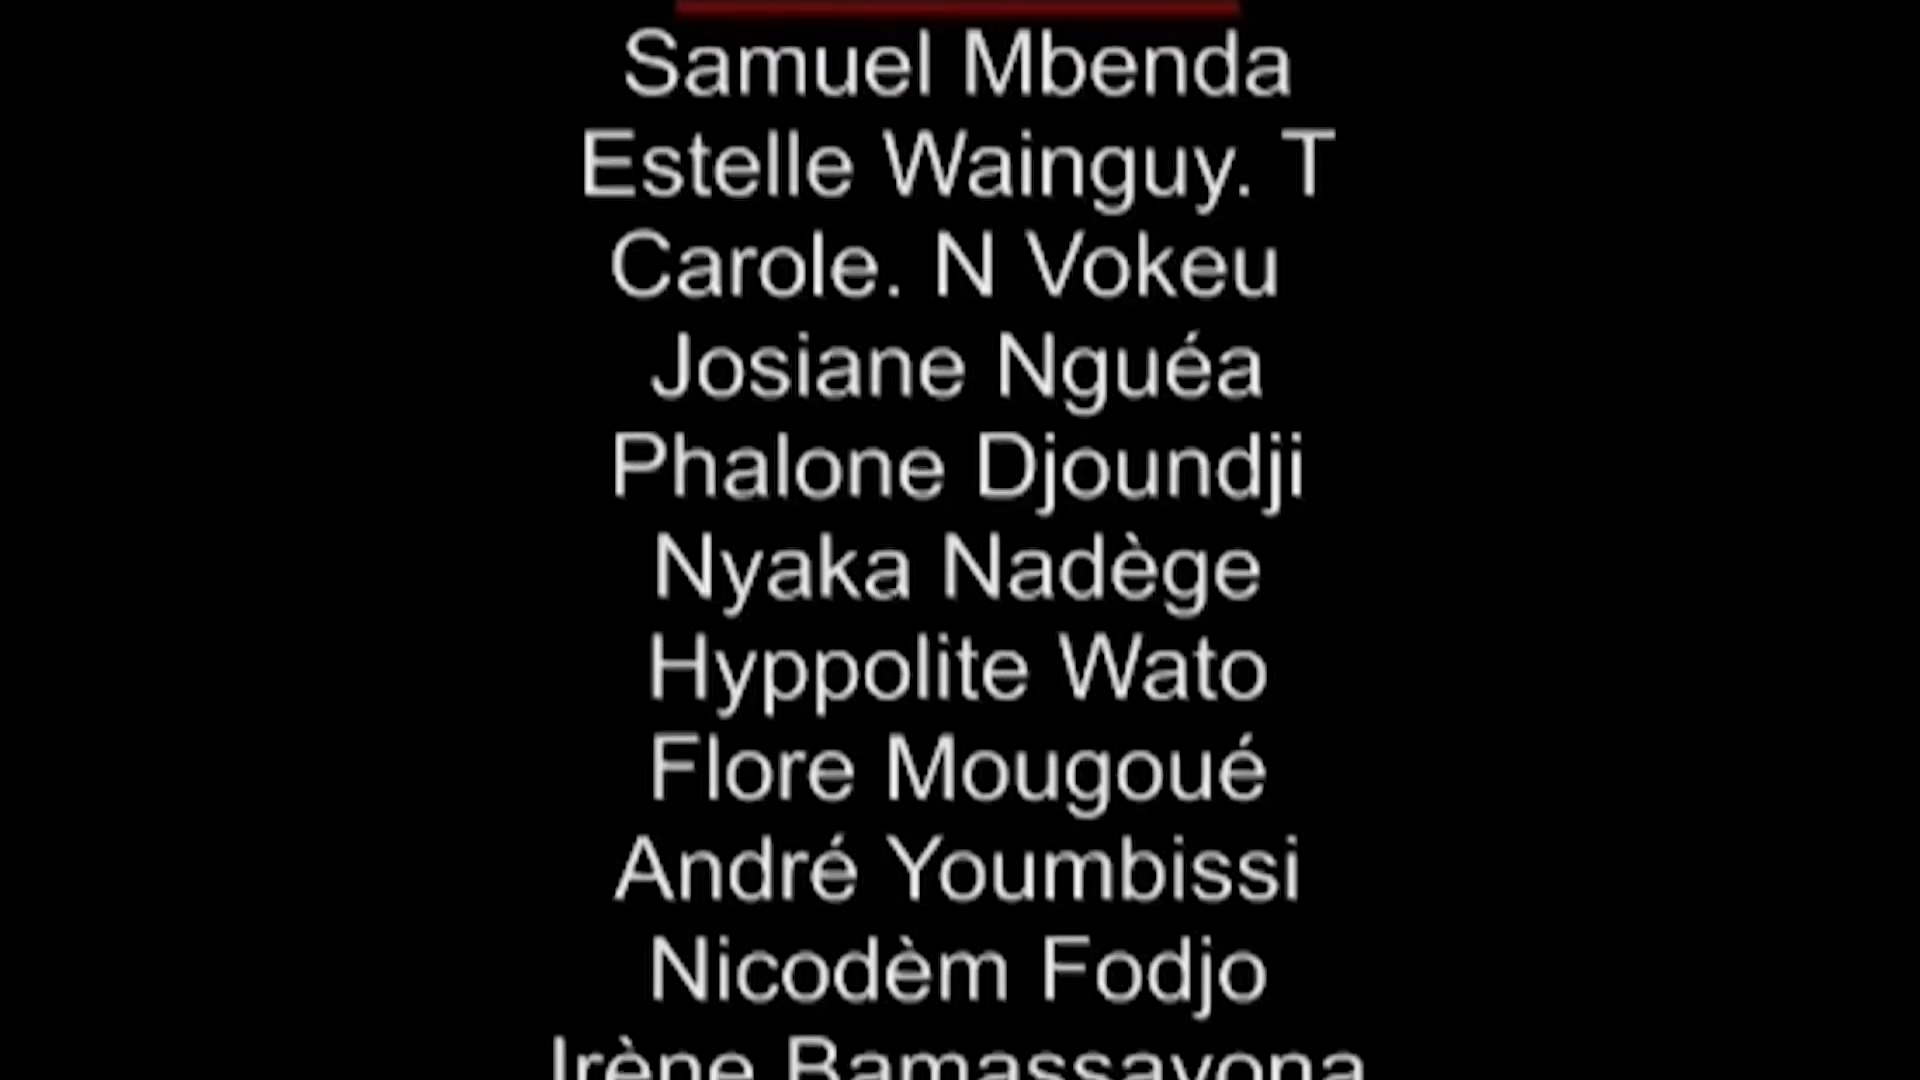 Samuel Mbenda
Estelle Wainguy. T
Carole. N Vokeu
Josiane Nguéa
Phalone Djoundji
Nyaka Nadège
Hyppolite Wato
Flore Mougoué
André Youmbissi
Nicodèm Fodjo
Irène